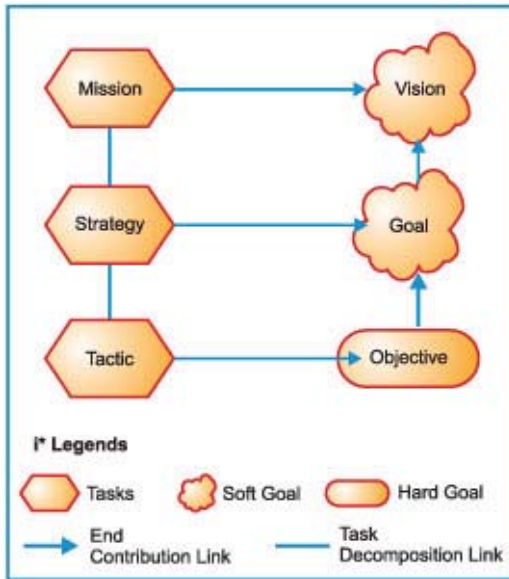 Mission
Vision
Strategy
Goal
Tactic
Objective
i* Legends
Tasks
Soft Goal
Hard Goal
End
Contribution Link
Task
Decomposition Link